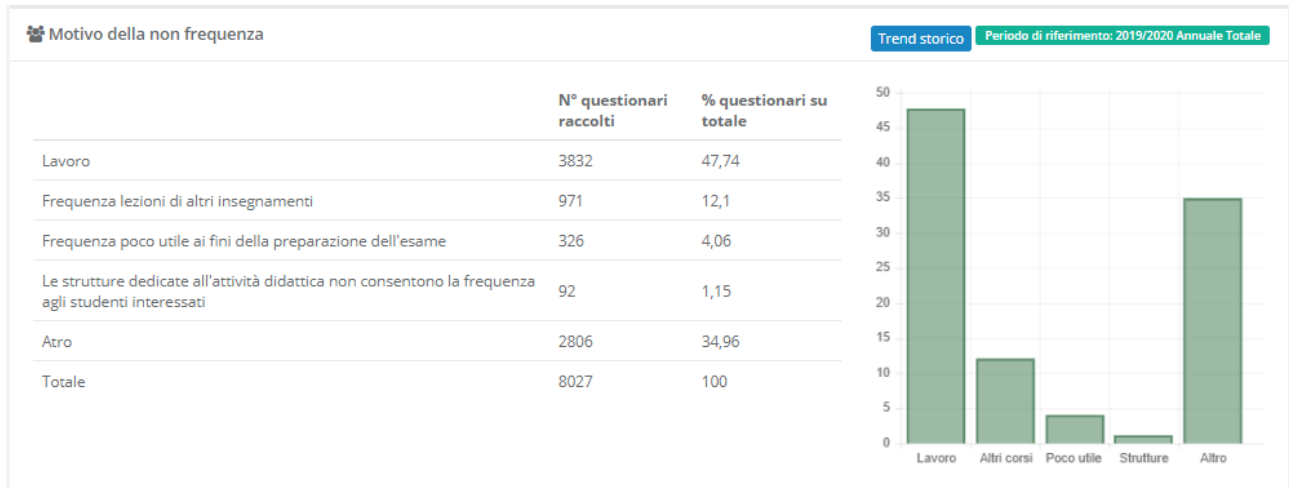 Motivo della non frequenza
Trend storico
Periodo di riferimento: 2019/2020 Annuale Totale
N° questionari raccolti
% questionari su totale
Lavoro 3832 47,74
Frequenza lezioni di altri insegnamenti 971 12,1
Frequenza poco utile ai fini della preparazione dell'esame 326 4,06
Le strutture dedicate all'attività didattica non consentono la frequenza
agli studenti interessati 92 1,15
Atro 2806 34,96
Totale 8027 100
50
45
40
35
30
25
20
15
10
5
0
Lavoro Altri corsi Poco utile Strutture Altro